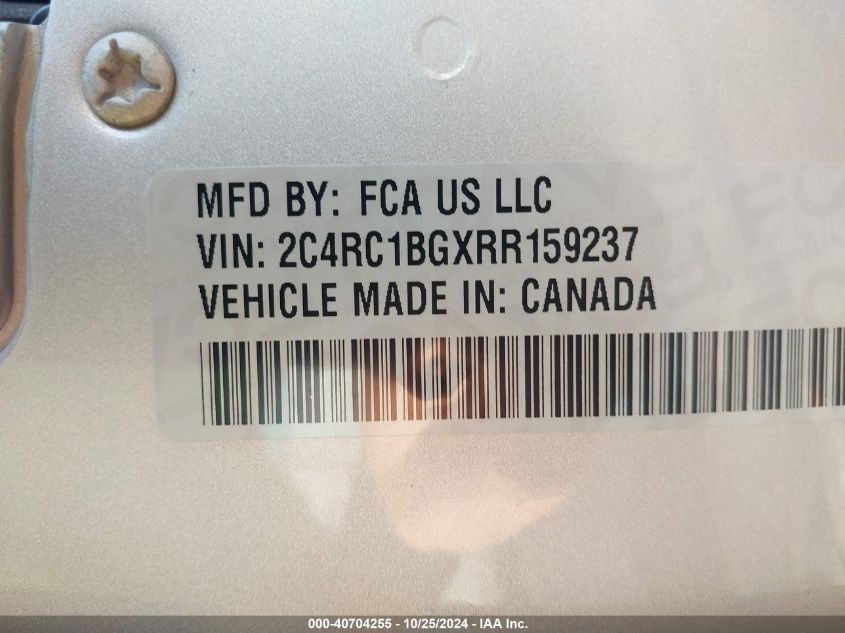 MFD BY: FCA US LLC
VIN: 2C4RC1BGXRR159237
VEHICLE MADE IN: CANADA
000-40704255 - 10/25/2024 - IAA Inc.